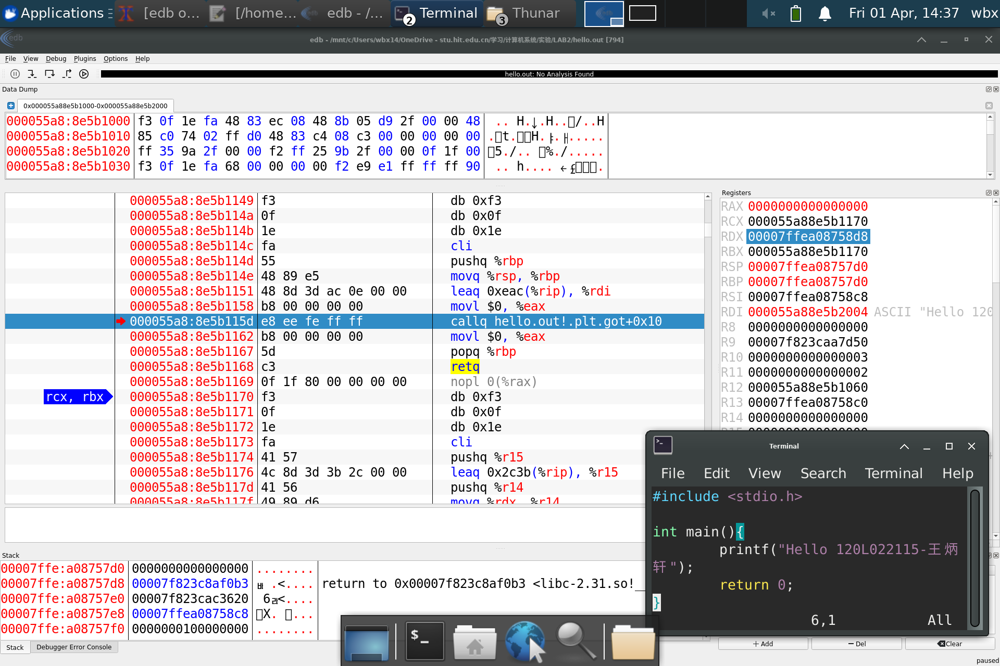 Applications
[edb o...
[/home...
edb - /...
2
Terminal
3
Thunar
Fri 01 Apr, 14:37
wbx
edb
edb - /mnt/c/Users/wbx14/OneDrive - stu.hit.edu.cn/学习/计算机系统/实验/LAB2/hello.out [794]
File View Debug Plugins Options Help
hello.out: No Analysis Found
Data Dump
0x000055a88e5b1000-0x000055a88e5b2000
000055a8:8e5b1000 f3 0f 1e fa 48 83 ec 08 48 8b 05 d9 2f 00 00 48
000055a8:8e5b1010 85 c0 74 02 ff d0 48 83 c4 08 c3 00 00 00 00 00
000055a8:8e5b1020 ff 35 9a 2f 00 00 f2 ff 25 9b 2f 00 00 0f 1f 00
000055a8:8e5b1030 f3 0f 1e fa 68 00 00 00 00 f2 e9 e1 ff ff ff 90
000055a8:8e5b1149 f3 db 0xf3
000055a8:8e5b114a 0f db 0x0f
000055a8:8e5b114b 1e db 0x1e
000055a8:8e5b114c fa cli
000055a8:8e5b114d 55 pushq %rbp
000055a8:8e5b114e 48 89 e5 movq %rsp, %rbp
000055a8:8e5b1151 48 8d 3d ac 0e 00 00 leaq 0xeac(%rip), %rdi
000055a8:8e5b1158 b8 00 00 00 00 movl $0, %eax
000055a8:8e5b115d e8 ee fe ff ff callq hello.out!.plt.got+0x10
000055a8:8e5b1162 b8 00 00 00 00 movl $0, %eax
000055a8:8e5b1167 5d popq %rbp
000055a8:8e5b1168 c3 retq
000055a8:8e5b1169 0f 1f 80 00 00 00 00 nopl 0(%rax)
rcx, rbx 000055a8:8e5b1170 f3 db 0xf3
000055a8:8e5b1171 0f db 0x0f
000055a8:8e5b1172 1e db 0x1e
000055a8:8e5b1173 fa cli
000055a8:8e5b1174 41 57 pushq %r15
000055a8:8e5b1176 4c 8d 3d 3b 2c 00 00 leaq 0x2c3b(%rip), %r15
000055a8:8e5b117d 41 56 pushq %r14
000055a8:8e5b117f 49 89 d6 movq %rdx, %r14
Registers
RAX 0000000000000000
RCX 000055a88e5b1170
RDX 00007ffea08758d8
RBX 000055a88e5b1170
RSP 00007ffea08757d0
RBP 00007ffea08757d0
RSI 00007ffea08758c8
RDI 000055a88e5b2004 ASCII "Hello 120
R8 0000000000000000
R9 00007f823caa7d50
R10 0000000000000003
R11 0000000000000002
R12 000055a88e5b1060
R13 00007ffea08758c0
R14 0000000000000000
Terminal
File Edit View Search Terminal Help
#include <stdio.h>
int main(){
printf("Hello 120L022115-王炳
轩");
return 0;
}
6,1 All
Stack
00007ffe:a08757d0 0000000000000000 ........
00007ffe:a08757d8 00007f823c8af0b3 return to 0x00007f823c8af0b3 <libc-2.31.so!__
00007ffe:a08757e0 00007f823cac3620
00007ffe:a08757e8 00007ffea08758c8
00007ffe:a08757f0 0000000100000000 ........
Stack
Debugger Error Console
Add
Del
Clear
paused